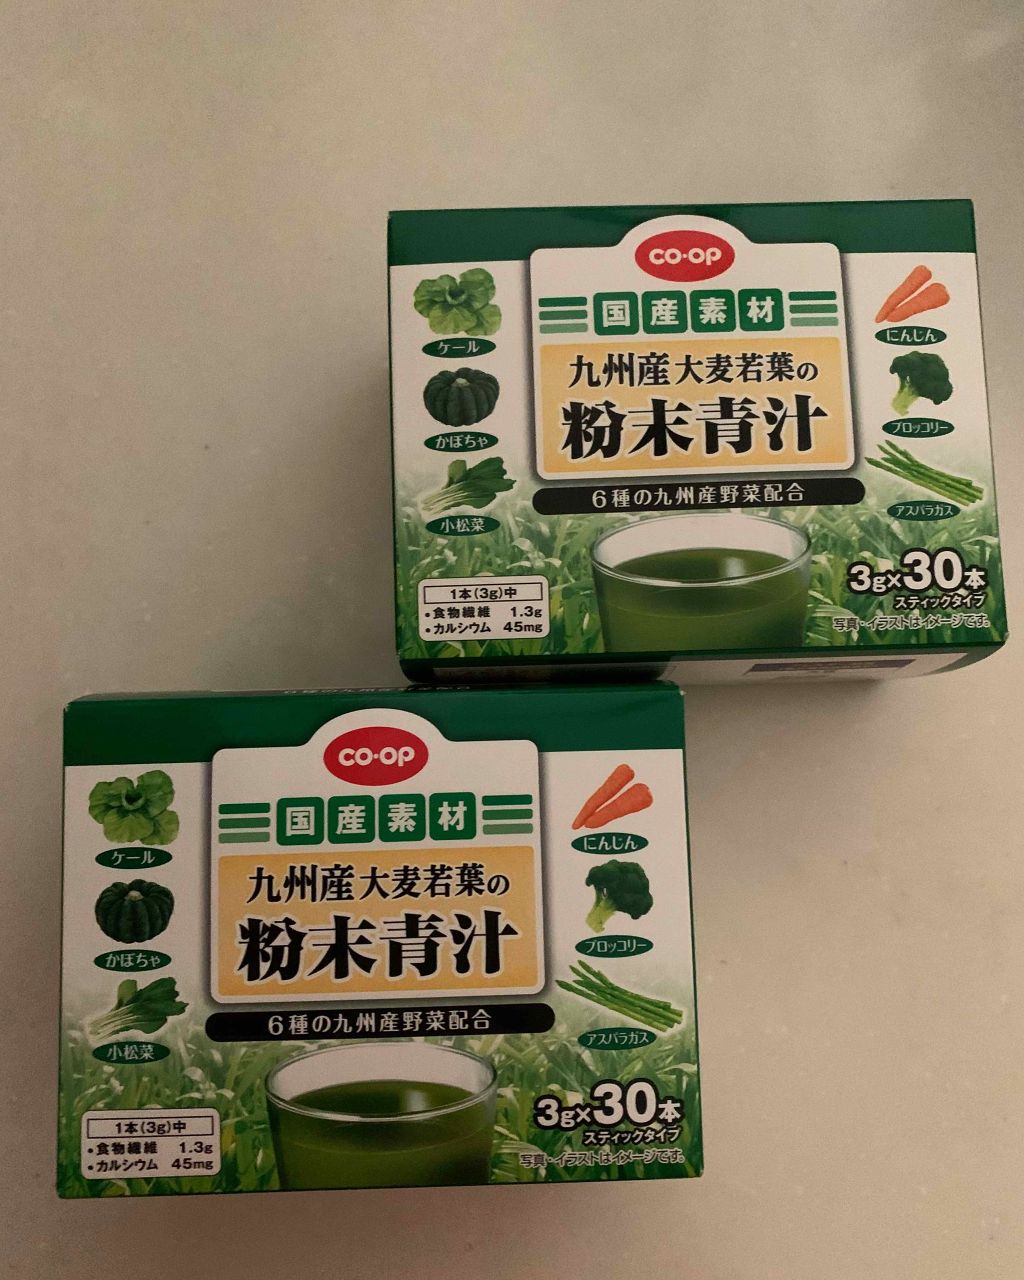 CO·OP
国産素材
九州産大麦若葉の
粉末青汁
6種の九州産野菜配合
ケール
かぼちゃ
小松菜
にんじん
ブロッコリー
アスパラガス
1本(3g)中
・食物繊維 1.3g
・カルシウム 45mg
3g×30本
スティックタイプ
写真・イラストはイメージです。
CO·OP
国産素材
九州産大麦若葉の
粉末青汁
6種の九州産野菜配合
ケール
かぼちゃ
小松菜
にんじん
ブロッコリー
アスパラガス
1本(3g)中
・食物繊維 1.3g
・カルシウム 45mg
3g×30本
スティックタイプ
写真・イラストはイメージです。